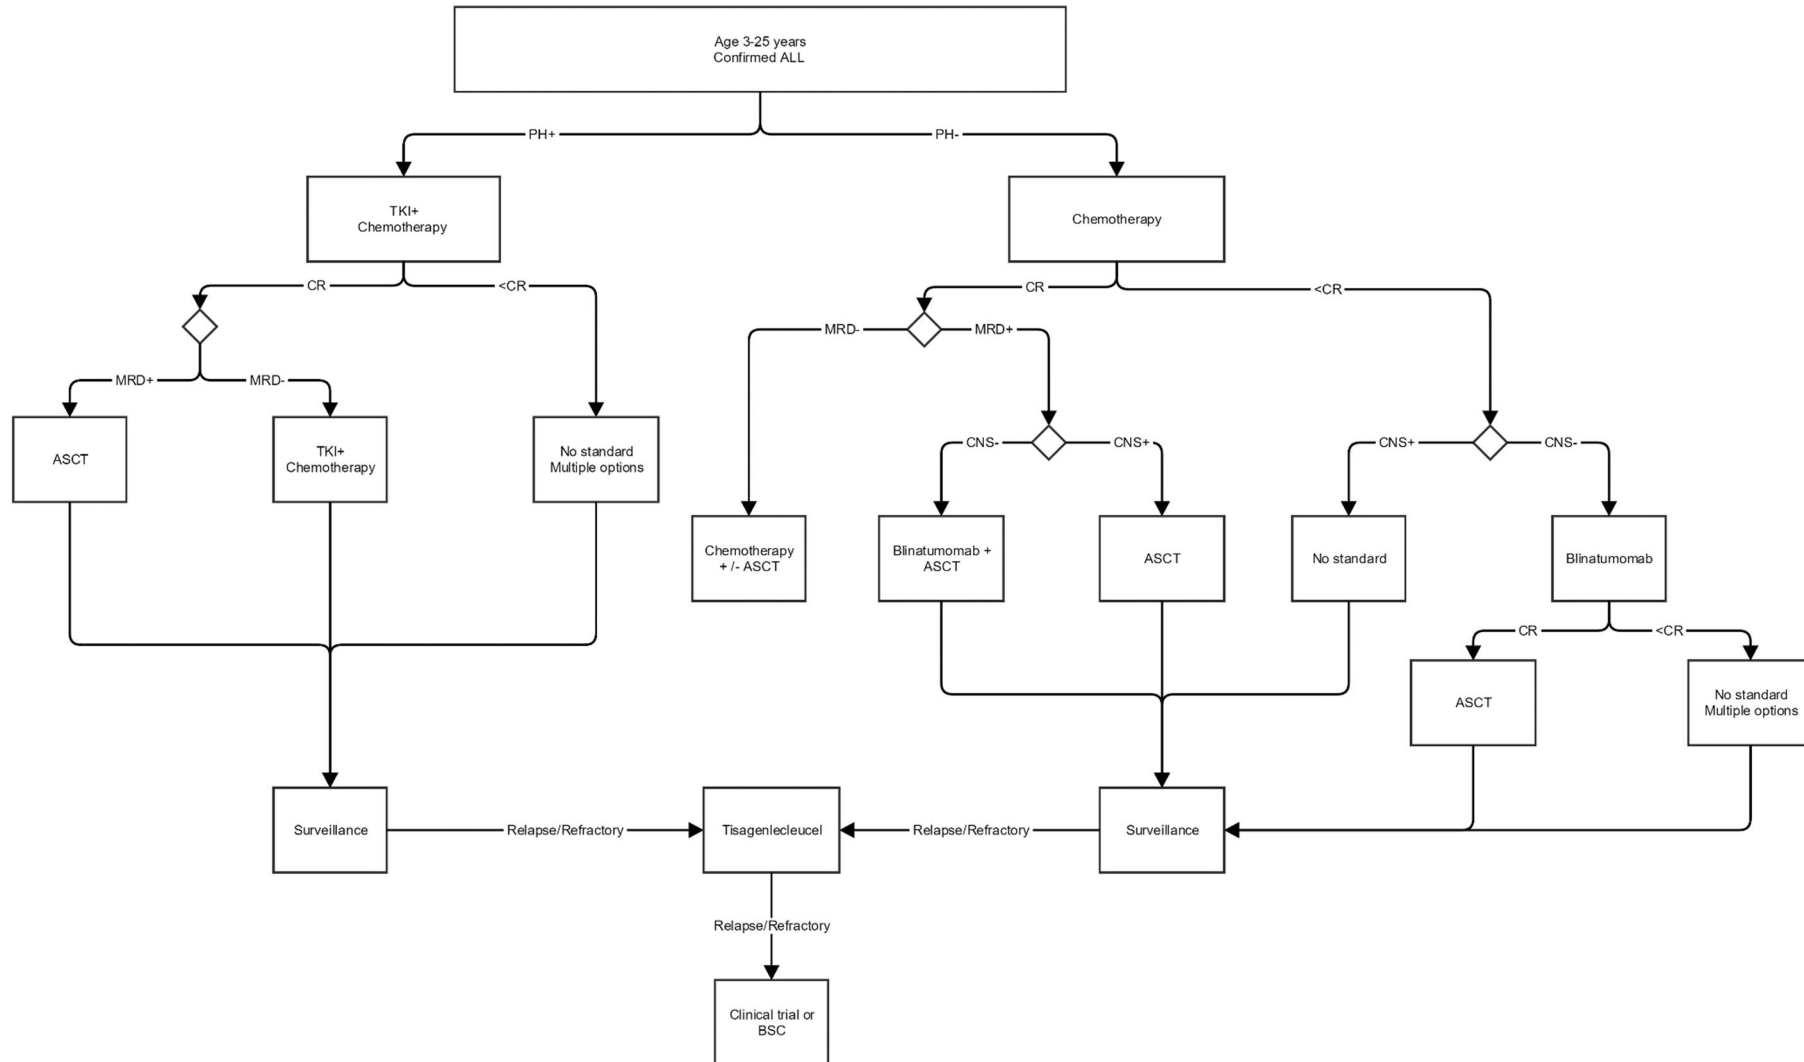 Age 3-25 years
Confirmed ALL
PH+
PH-
TKI+
Chemotherapy
Chemotherapy
CR
<CR
CR
<CR
MRD-
MRD+
MRD+
MRD-
ASCT
TKI+
Chemotherapy
No standard
Multiple options
CNS-
CNS+
CNS+
CNS-
Chemotherapy
+ /- ASCT
Blinatumomab +
ASCT
ASCT
No standard
Blinatumomab
CR
<CR
ASCT
No standard
Multiple options
Surveillance
Relapse/Refractory
Tisagenlecleucel
Relapse/Refractory
Surveillance
Relapse/Refractory
Clinical trial or
BSC